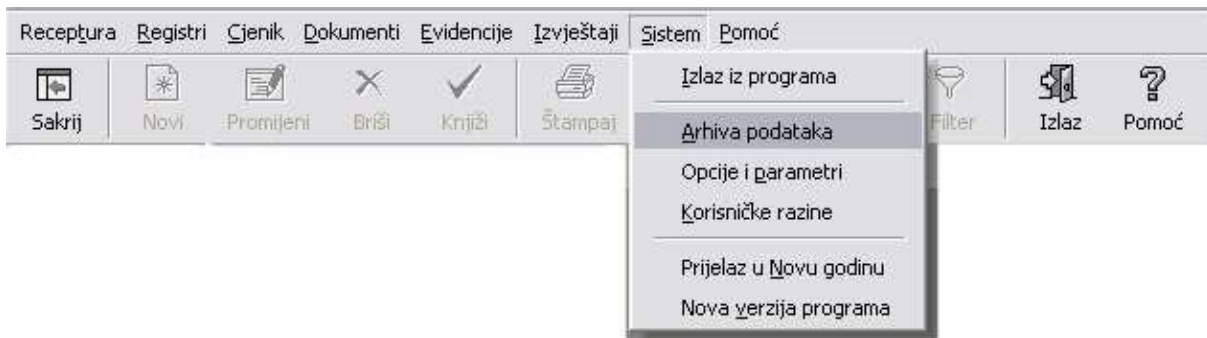 Receptura Registri Cjenik Dokumenti Evidencije Izvještaji Sistem Pomoć
Sakrij Novi Promijeni Briši Knjiži Štampaj Filter Izlaz Pomoć
Izlaz iz programa
Arhiva podataka
Opcije i parametri
Korisničke razine
Prijelaz u Novu godinu
Nova verzija programa